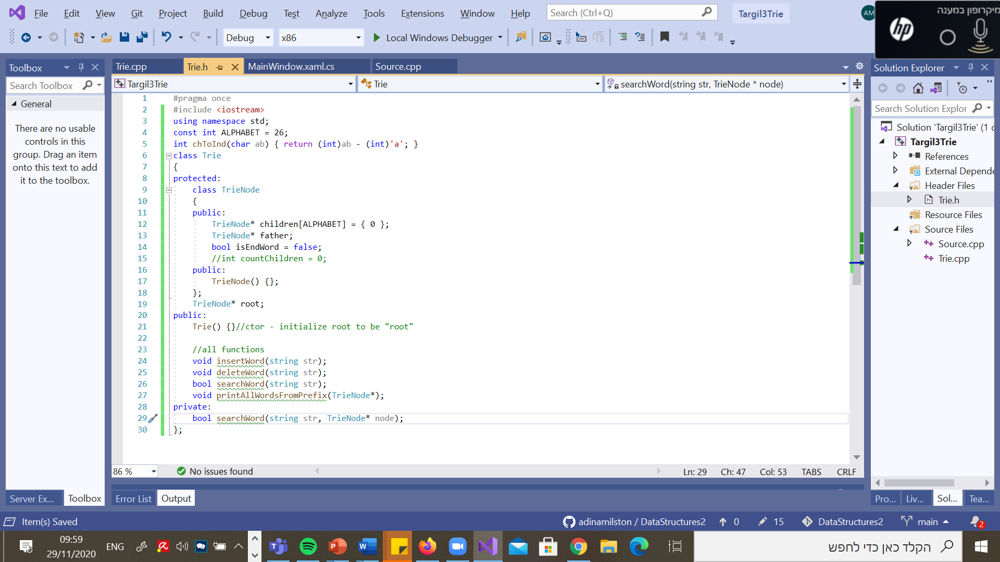 File Edit View Git Project Build Debug Test Analyze Tools Extensions Window Help Search (Ctrl+Q) Targil3Trie AM
מיקרופון במענה
hp
Debug x86 Local Windows Debugger
Toolbox
Search Toolbox
General
There are no usable
controls in this
group. Drag an item
onto this text to add
it to the toolbox.
Server Ex... Toolbox
Trie.cpp Trie.h MainWindow.xaml.cs Source.cpp
Targil3Trie Trie searchWord(string str, TrieNode * node)
1 #pragma once
2 #include <iostream>
3 using namespace std;
4 const int ALPHABET = 26;
5 int chToInd(char ab) { return (int)ab - (int)'a'; }
6 class Trie
7 {
8 protected:
9 class TrieNode
10 {
11 public:
12 TrieNode* children[ALPHABET] = { 0 };
13 TrieNode* father;
14 bool isEndWord = false;
15 //int countChildren = 0;
16 public:
17 TrieNode() {};
18 };
19 TrieNode* root;
20 public:
21 Trie() {}//ctor - initialize root to be "root"
22
23 //all functions
24 void insertWord(string str);
25 void deleteWord(string str);
26 bool searchWord(string str);
27 void printAllWordsFromPrefix(TrieNode*);
28 private:
29 bool searchWord(string str, TrieNode* node);
30 };
86 % No issues found Ln: 29 Ch: 47 Col: 53 TABS CRLF
Error List Output
Solution Explorer
Search Solution Explor
Solution 'Targil3Trie' (1 o
Targil3Trie
References
External Depende
Header Files
Trie.h
Resource Files
Source Files
Source.cpp
Trie.cpp
Pro... Liv... Sol... Tea...
Item(s) Saved adinamilston / DataStructures2 0 15 DataStructures2 main 2
09:59
29/11/2020
ENG
הקלד כאן כדי לחפש